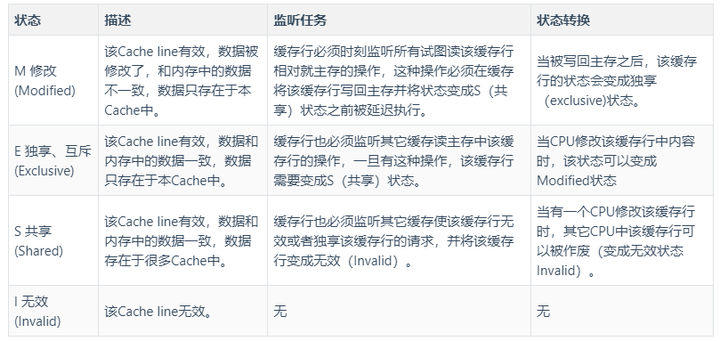 状态
描述
监听任务
状态转换
M 修改
(Modified)
该Cache line有效，数据被
修改了，和内存中的数据
不一致，数据只存在于本
Cache中。
缓存行必须时刻监听所有试图读该缓存行
相对就主存的操作，这种操作必须在缓存
将该缓存行写回主存并将状态变成S（共
享）状态之前被延迟执行。
当被写回主存之后，该缓存
行的状态会变成独享
（exclusive)状态。
E 独享、互斥
(Exclusive)
该Cache line有效，数据和
内存中的数据一致，数据
只存在于本Cache中。
缓存行也必须监听其它缓存读主存中该缓
存行的操作，一旦有这种操作，该缓存行
需要变成S（共享）状态。
当CPU修改该缓存行中内容
时，该状态可以变成
Modified状态
S 共享
(Shared)
该Cache line有效，数据和
内存中的数据一致，数据
存在于很多Cache中。
缓存行也必须监听其它缓存使该缓存行无
效或者独享该缓存行的请求，并将该缓存
行变成无效（Invalid）。
当有一个CPU修改该缓存行
时，其它CPU中该缓存行可
以被作废（变成无效状态
Invalid）。
I 无效
(Invalid)
该Cache line无效。
无
无